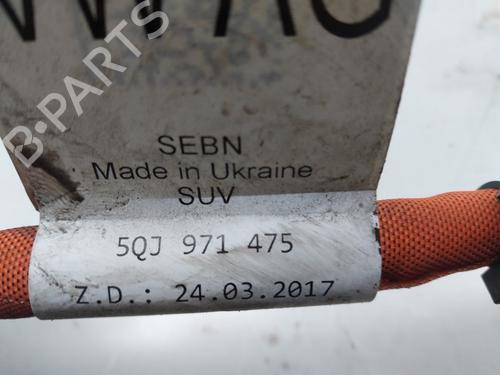 B-PARTS
SEBN
Made in Ukraine
SUV
5QJ 971 475
Z.D.: 24.03.2017